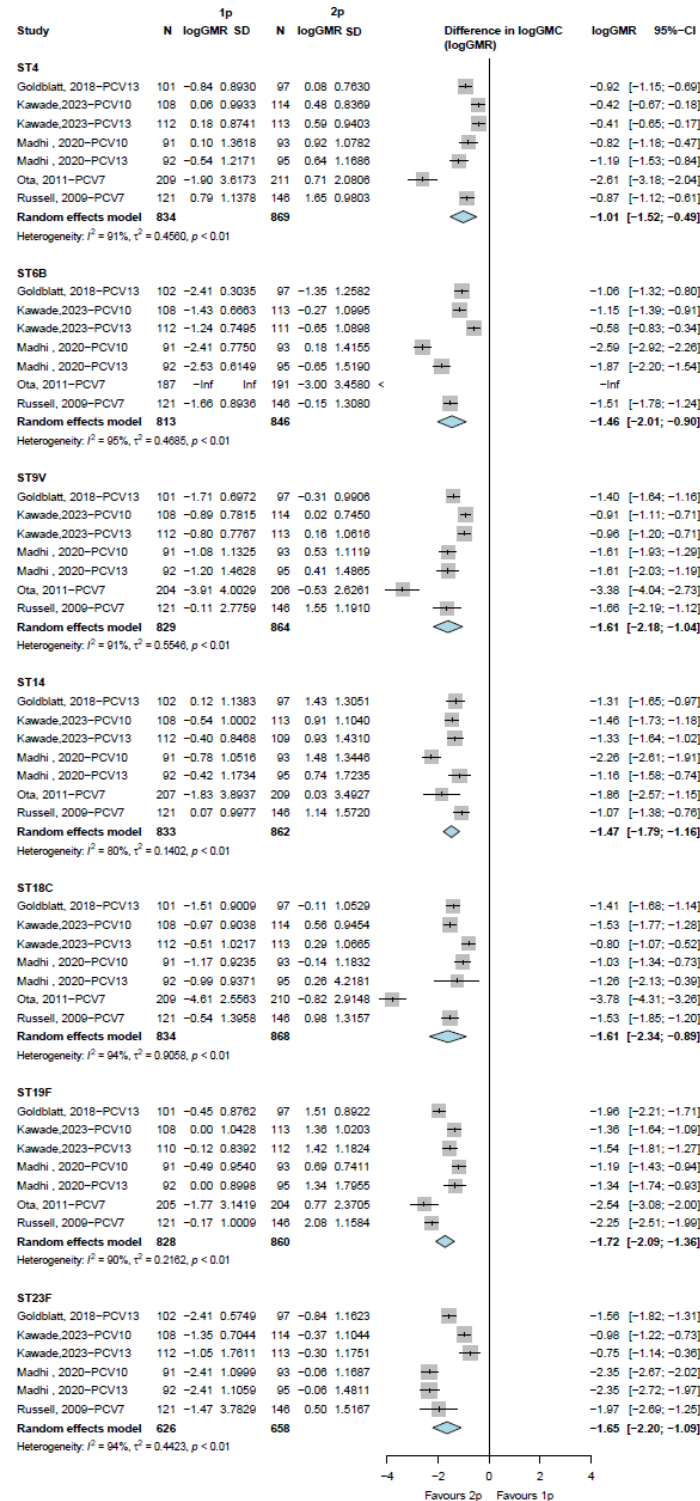 1p 2p
Study N logGMR SD N logGMR SD Difference in logGMC logGMR 95%−CI
(logGMR)
ST4
Goldblatt, 2018−PCV13 101 −0.84 0.8930 97 0.08 0.7630 −0.92 [−1.15; −0.69]
Kawade,2023−PCV10 108 0.06 0.9933 114 0.48 0.8369 −0.42 [−0.67; −0.18]
Kawade,2023−PCV13 112 0.18 0.8741 113 0.59 0.9403 −0.41 [−0.65; −0.17]
Madhi , 2020−PCV10 91 0.10 1.3618 93 0.92 1.0782 −0.82 [−1.18; −0.47]
Madhi , 2020−PCV13 92 −0.54 1.2171 95 0.64 1.1686 −1.19 [−1.53; −0.84]
Ota, 2011−PCV7 209 −1.90 3.6173 211 0.71 2.0806 −2.61 [−3.18; −2.04]
Russell, 2009−PCV7 121 0.79 1.1378 146 1.65 0.9803 −0.87 [−1.12; −0.61]
Random effects model 834 869 −1.01 [−1.52; −0.49]
Heterogeneity: I² = 91%, τ² = 0.4560, p < 0.01
ST6B
Goldblatt, 2018−PCV13 102 −2.41 0.3035 97 −1.35 1.2582 −1.06 [−1.32; −0.80]
Kawade,2023−PCV10 108 −1.43 0.6663 113 −0.27 1.0995 −1.15 [−1.39; −0.91]
Kawade,2023−PCV13 112 −1.24 0.7495 111 −0.65 1.0898 −0.58 [−0.83; −0.34]
Madhi , 2020−PCV10 91 −2.41 0.7750 93 0.18 1.4155 −2.59 [−2.92; −2.26]
Madhi , 2020−PCV13 92 −2.53 0.6149 95 −0.65 1.5190 −1.87 [−2.20; −1.54]
Ota, 2011−PCV7 187 −Inf Inf 191 −3.00 3.4580 < −Inf
Russell, 2009−PCV7 121 −1.66 0.8936 146 −0.15 1.3080 −1.51 [−1.78; −1.24]
Random effects model 813 846 −1.46 [−2.01; −0.90]
Heterogeneity: I² = 95%, τ² = 0.4685, p < 0.01
ST9V
Goldblatt, 2018−PCV13 101 −1.71 0.6972 97 −0.31 0.9906 −1.40 [−1.64; −1.16]
Kawade,2023−PCV10 108 −0.89 0.7815 114 0.02 0.7450 −0.91 [−1.11; −0.71]
Kawade,2023−PCV13 112 −0.80 0.7767 113 0.16 1.0616 −0.96 [−1.20; −0.71]
Madhi , 2020−PCV10 91 −1.08 1.1325 93 0.53 1.1119 −1.61 [−1.93; −1.29]
Madhi , 2020−PCV13 92 −1.20 1.4628 95 0.41 1.4865 −1.61 [−2.03; −1.19]
Ota, 2011−PCV7 204 −3.91 4.0029 206 −0.53 2.6261 −3.38 [−4.04; −2.73]
Russell, 2009−PCV7 121 −0.11 2.7759 146 1.55 1.1910 −1.66 [−2.19; −1.12]
Random effects model 829 864 −1.61 [−2.18; −1.04]
Heterogeneity: I² = 91%, τ² = 0.5546, p < 0.01
ST14
Goldblatt, 2018−PCV13 102 0.12 1.1383 97 1.43 1.3051 −1.31 [−1.65; −0.97]
Kawade,2023−PCV10 108 −0.54 1.0002 113 0.91 1.1040 −1.46 [−1.73; −1.18]
Kawade,2023−PCV13 112 −0.40 0.8468 109 0.93 1.4310 −1.33 [−1.64; −1.02]
Madhi , 2020−PCV10 91 −0.78 1.0516 93 1.48 1.3446 −2.26 [−2.61; −1.91]
Madhi , 2020−PCV13 92 −0.42 1.1734 95 0.74 1.7235 −1.16 [−1.58; −0.74]
Ota, 2011−PCV7 207 −1.83 3.8937 209 0.03 3.4927 −1.86 [−2.57; −1.15]
Russell, 2009−PCV7 121 0.07 0.9977 146 1.14 1.5720 −1.07 [−1.38; −0.76]
Random effects model 833 862 −1.47 [−1.79; −1.16]
Heterogeneity: I² = 80%, τ² = 0.1402, p < 0.01
ST18C
Goldblatt, 2018−PCV13 101 −1.51 0.9009 97 −0.11 1.0529 −1.41 [−1.68; −1.14]
Kawade,2023−PCV10 108 −0.97 0.9038 114 0.56 0.9454 −1.53 [−1.77; −1.28]
Kawade,2023−PCV13 112 −0.51 1.0217 113 0.29 1.0665 −0.80 [−1.07; −0.52]
Madhi , 2020−PCV10 91 −1.17 0.9235 93 −0.14 1.1832 −1.03 [−1.34; −0.73]
Madhi , 2020−PCV13 92 −0.99 0.9371 95 0.26 4.2181 −1.26 [−2.13; −0.39]
Ota, 2011−PCV7 209 −4.61 2.5563 210 −0.82 2.9148 −3.78 [−4.31; −3.26]
Russell, 2009−PCV7 121 −0.54 1.3958 146 0.98 1.3157 −1.53 [−1.85; −1.20]
Random effects model 834 868 −1.61 [−2.34; −0.89]
Heterogeneity: I² = 94%, τ² = 0.9058, p < 0.01
ST19F
Goldblatt, 2018−PCV13 101 −0.45 0.8762 97 1.51 0.8922 −1.96 [−2.21; −1.71]
Kawade,2023−PCV10 108 0.00 1.0428 113 1.36 1.0203 −1.36 [−1.64; −1.09]
Kawade,2023−PCV13 110 −0.12 0.8392 112 1.42 1.1824 −1.54 [−1.81; −1.27]
Madhi , 2020−PCV10 91 −0.49 0.9540 93 0.69 0.7411 −1.19 [−1.43; −0.94]
Madhi , 2020−PCV13 92 0.00 0.8998 95 1.34 1.7955 −1.34 [−1.74; −0.93]
Ota, 2011−PCV7 205 −1.77 3.1419 204 0.77 2.3705 −2.54 [−3.08; −2.00]
Russell, 2009−PCV7 121 −0.17 1.0009 146 2.08 1.1584 −2.25 [−2.51; −1.99]
Random effects model 828 860 −1.72 [−2.09; −1.36]
Heterogeneity: I² = 90%, τ² = 0.2162, p < 0.01
ST23F
Goldblatt, 2018−PCV13 102 −2.41 0.5749 97 −0.84 1.1623 −1.56 [−1.82; −1.31]
Kawade,2023−PCV10 108 −1.35 0.7044 114 −0.37 1.1044 −0.98 [−1.22; −0.73]
Kawade,2023−PCV13 112 −1.05 1.7611 113 −0.30 1.1751 −0.75 [−1.14; −0.36]
Madhi , 2020−PCV10 91 −2.41 1.0999 93 −0.06 1.1687 −2.35 [−2.67; −2.02]
Madhi , 2020−PCV13 92 −2.41 1.1059 95 −0.06 1.4811 −2.35 [−2.72; −1.97]
Russell, 2009−PCV7 121 −1.47 3.7829 146 0.50 1.5167 −1.97 [−2.69; −1.25]
Random effects model 626 658 −1.65 [−2.20; −1.09]
Heterogeneity: I² = 94%, τ² = 0.4423, p < 0.01
−4 −2 0 2 4
Favours 2p Favours 1p